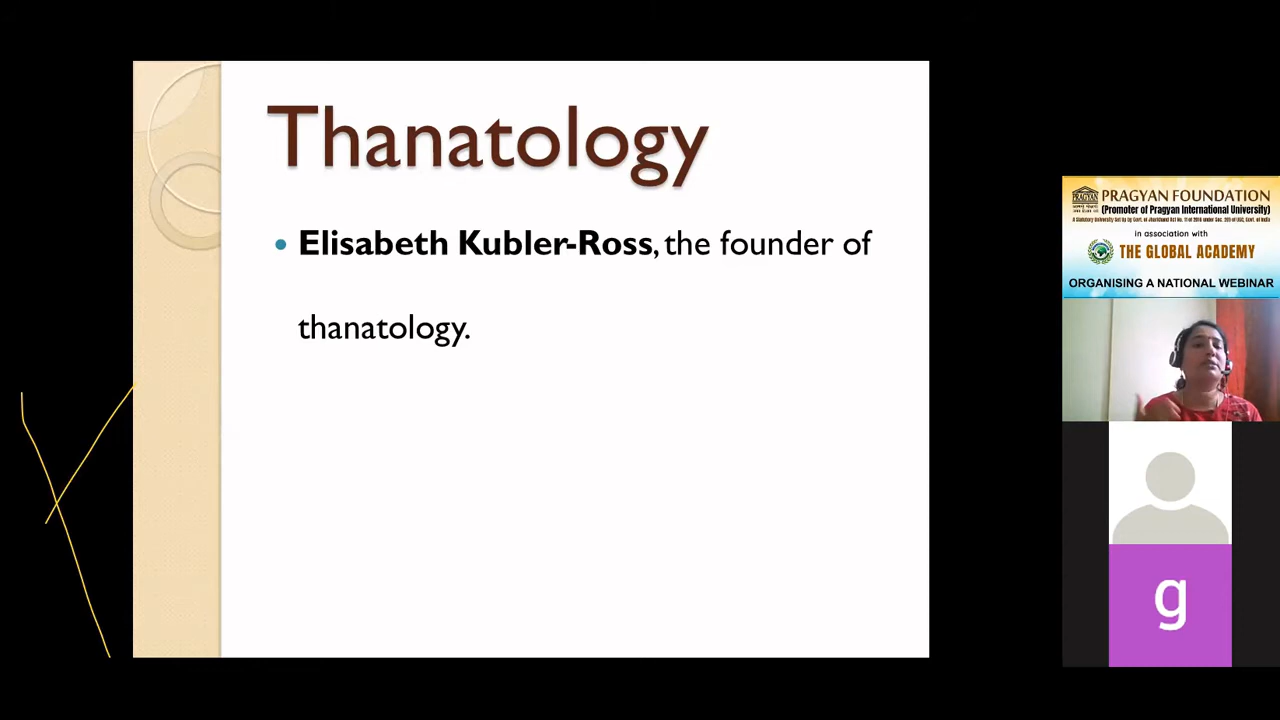 Thanatology
• Elisabeth Kubler-Ross, the founder of
thanatology.
PRAGYAN FOUNDATION
(Promoter of Pragyan International University)
in association with
THE GLOBAL ACADEMY
ORGANISING A NATIONAL WEBINAR
g